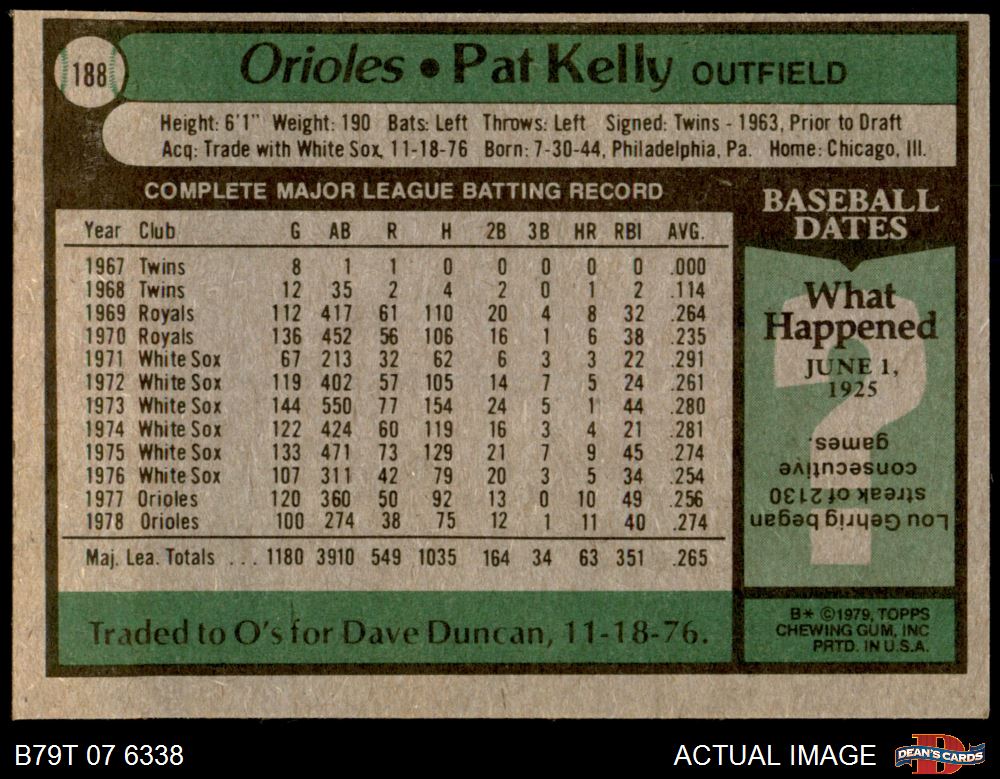 188
Orioles • Pat Kelly OUTFIELD
Height: 6'1" Weight: 190 Bats: Left Throws: Left Signed: Twins - 1963, Prior to Draft
Acq: Trade with White Sox, 11-18-76 Born: 7-30-44, Philadelphia, Pa. Home: Chicago, Ill.
COMPLETE MAJOR LEAGUE BATTING RECORD
Year Club G AB R H 2B 3B HR RBI AVG.
1967 Twins 8 1 1 0 0 0 0 0 .000
1968 Twins 12 35 2 4 2 0 1 2 .114
1969 Royals 112 417 61 110 20 4 8 32 .264
1970 Royals 136 452 56 106 16 1 6 38 .235
1971 White Sox 67 213 32 62 6 3 3 22 .291
1972 White Sox 119 402 57 105 14 7 5 24 .261
1973 White Sox 144 550 77 154 24 5 1 44 .280
1974 White Sox 122 424 60 119 16 3 4 21 .281
1975 White Sox 133 471 73 129 21 7 9 45 .274
1976 White Sox 107 311 42 79 20 3 5 34 .254
1977 Orioles 120 360 50 92 13 0 10 49 .256
1978 Orioles 100 274 38 75 12 1 11 40 .274
Maj. Lea. Totals ... 1180 3910 549 1035 164 34 63 351 .265
Traded to O's for Dave Duncan, 11-18-76.
BASEBALL
DATES
What
Happened
JUNE 1,
1925
?
Lou Gehrig began
streak of 2130
consecutive
games.
B* ©1979, TOPPS
CHEWING GUM, INC
PRTD. IN U.S.A.
B79T 07 6338
ACTUAL IMAGE
DEAN'S CARDS